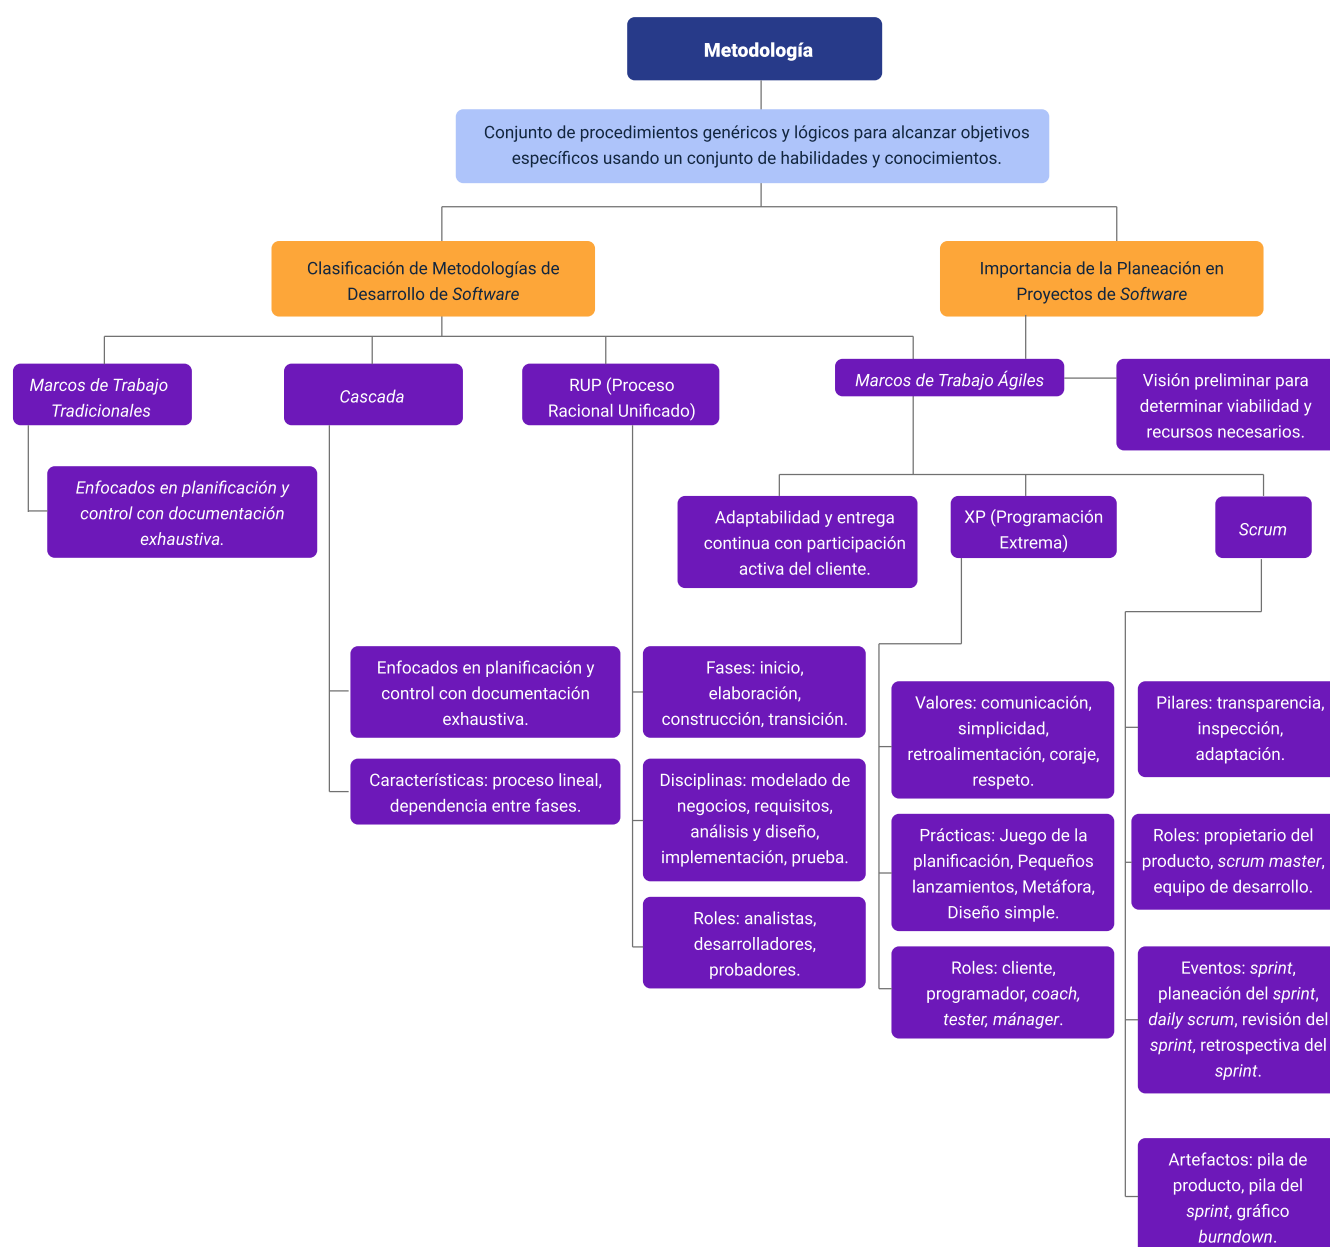 Metodología
Conjunto de procedimientos genéricos y lógicos para alcanzar objetivos
específicos usando un conjunto de habilidades y conocimientos.
Clasificación de Metodologías de
Desarrollo de Software
Importancia de la Planeación en
Proyectos de Software
Marcos de Trabajo
Tradicionales
Cascada
RUP (Proceso
Racional Unificado)
Marcos de Trabajo Ágiles
Visión preliminar para
determinar viabilidad y
recursos necesarios.
Enfocados en planificación y
control con documentación
exhaustiva.
Adaptabilidad y entrega
continua con participación
activa del cliente.
XP (Programación
Extrema)
Scrum
Enfocados en planificación y
control con documentación
exhaustiva.
Características: proceso lineal,
dependencia entre fases.
Fases: inicio,
elaboración,
construcción, transición.
Disciplinas: modelado de
negocios, requisitos,
análisis y diseño,
implementación, prueba.
Roles: analistas,
desarrolladores,
probadores.
Valores: comunicación,
simplicidad,
retroalimentación, coraje,
respeto.
Prácticas: Juego de la
planificación, Pequeños
lanzamientos, Metáfora,
Diseño simple.
Roles: cliente,
programador, coach,
tester, mánager.
Pilares: transparencia,
inspección,
adaptación.
Roles: propietario del
producto, scrum master,
equipo de desarrollo.
Eventos: sprint,
planeación del sprint,
daily scrum, revisión del
sprint, retrospectiva del
sprint.
Artefactos: pila de
producto, pila del
sprint, gráfico
burndown.